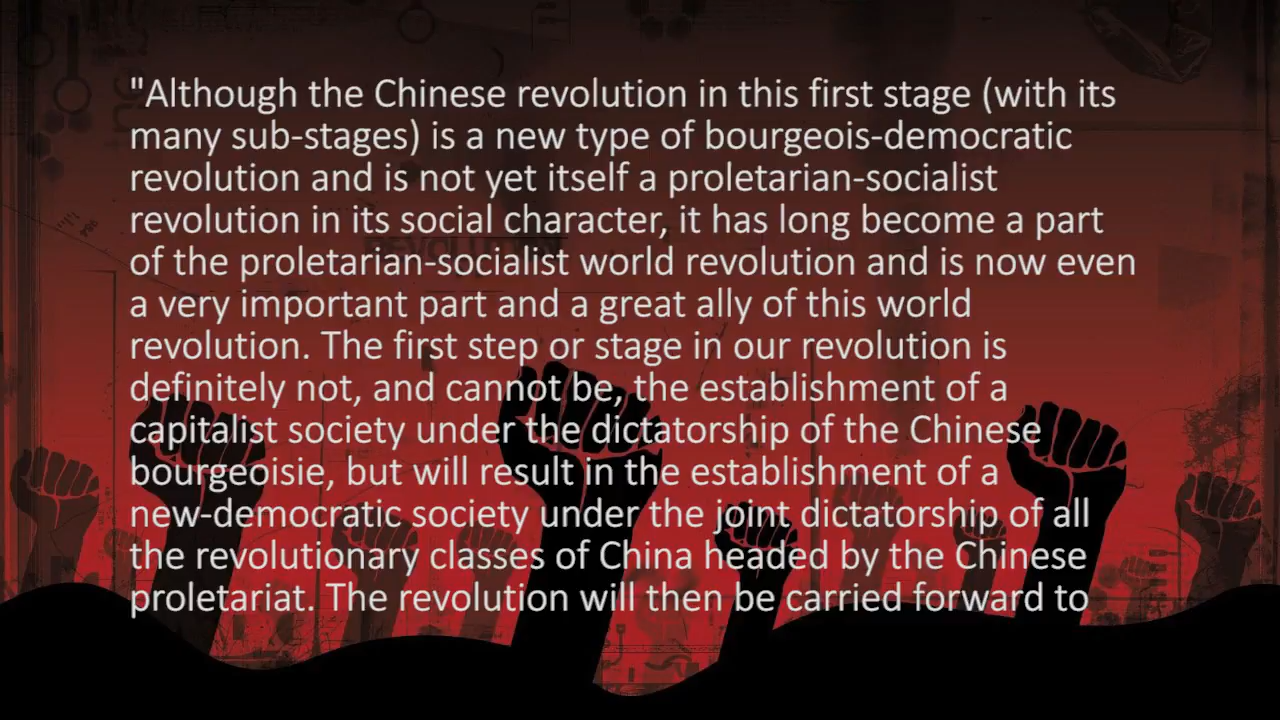 "Although the Chinese revolution in this first stage (with its
many sub-stages) is a new type of bourgeois-democratic
revolution and is not yet itself a proletarian-socialist
revolution in its social character, it has long become a part
of the proletarian-socialist world revolution and is now even
a very important part and a great ally of this world
revolution. The first step or stage in our revolution is
definitely not, and cannot be, the establishment of a
capitalist society under the dictatorship of the Chinese
bourgeoisie, but will result in the establishment of a
new-democratic society under the joint dictatorship of all
the revolutionary classes of China headed by the Chinese
proletariat. The revolution will then be carried forward to